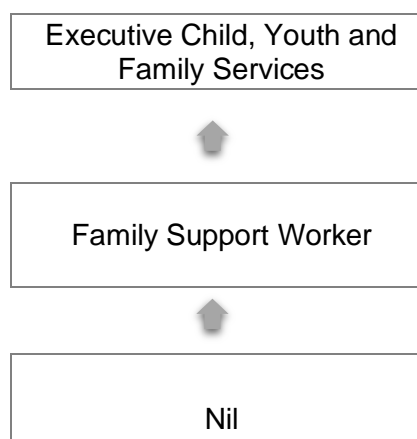 Executive Child, Youth and
Family Services
Family Support Worker
Nil